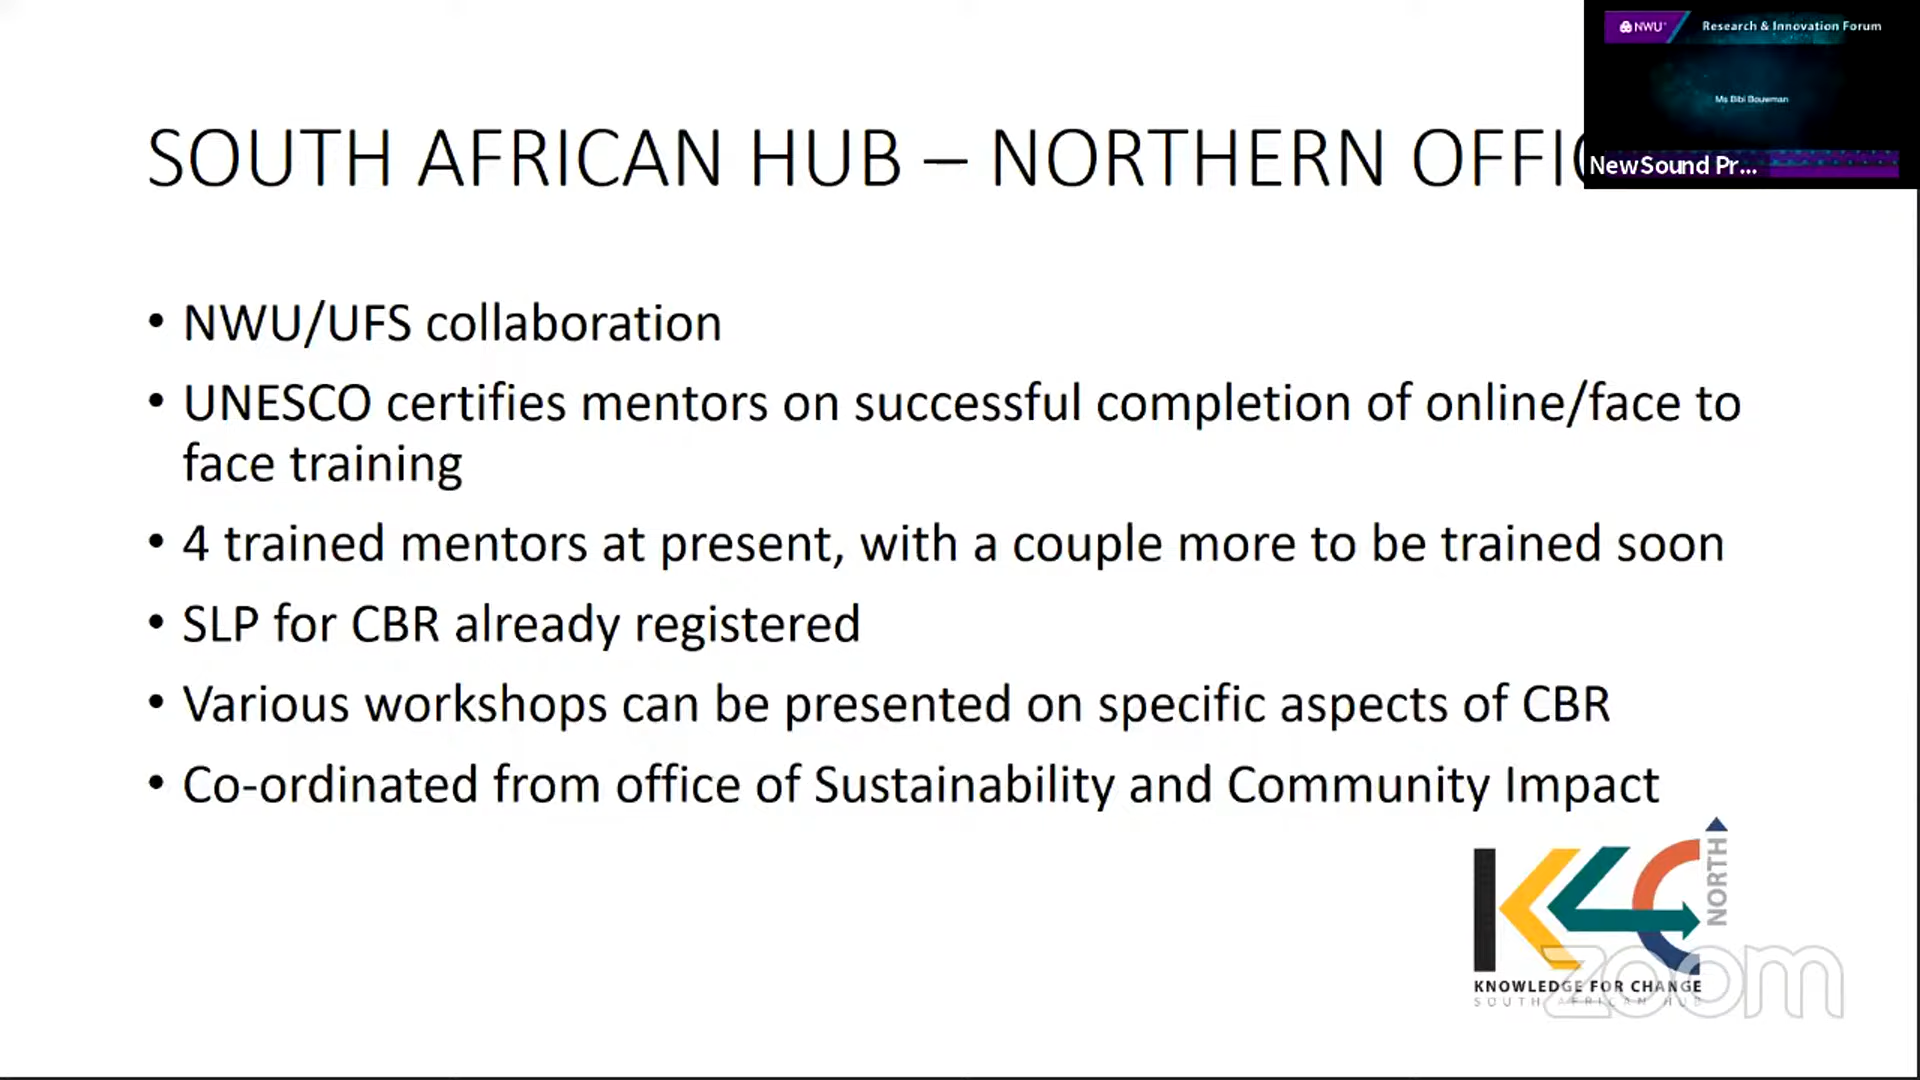 NWU
Research & Innovation Forum
Ms Bibi Bouwman
NewSound Pr...
SOUTH AFRICAN HUB – NORTHERN OFFIC
• NWU/UFS collaboration
• UNESCO certifies mentors on successful completion of online/face to
face training
• 4 trained mentors at present, with a couple more to be trained soon
• SLP for CBR already registered
• Various workshops can be presented on specific aspects of CBR
• Co-ordinated from office of Sustainability and Community Impact
K4C
NORTH
KNOWLEDGE FOR CHANGE
SOUTH AFRICAN HUB
zoom